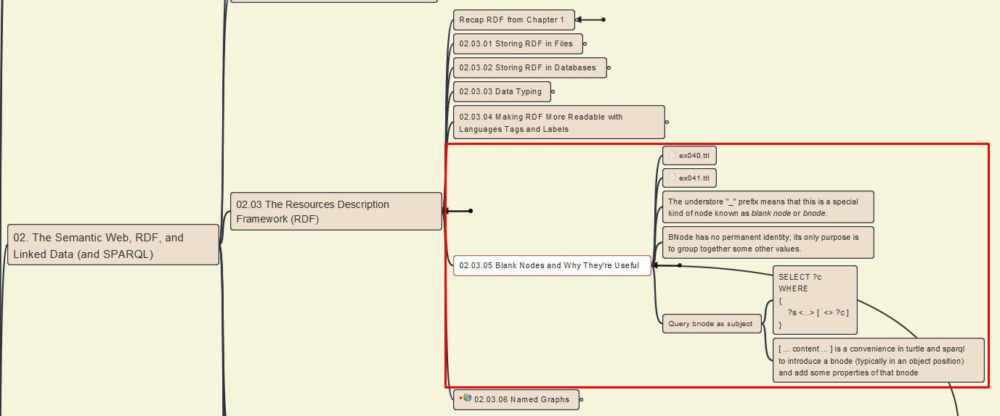 Recap RDF from Chapter 1
02.03.01 Storing RDF in Files
02.03.02 Storing RDF in Databases
02.03.03 Data Typing
02.03.04 Making RDF More Readable with
Languages Tags and Labels
ex040.ttl
ex041.ttl
02.03 The Resources Description
Framework (RDF)
The understore "_" prefix means that this is a special
kind of node known as blank node or bnode.
02. The Semantic Web, RDF, and
Linked Data (and SPARQL)
BNode has no permanent identity; its only purpose is
to group together some other values.
02.03.05 Blank Nodes and Why They're Useful
SELECT ?c
WHERE
{
?s <...> [ <> ?c ]
}
Query bnode as subject
[ ... content ... ] is a convenience in turtle and sparql
to introduce a bnode (typically in an object position)
and add some properties of that bnode
02.03.06 Named Graphs